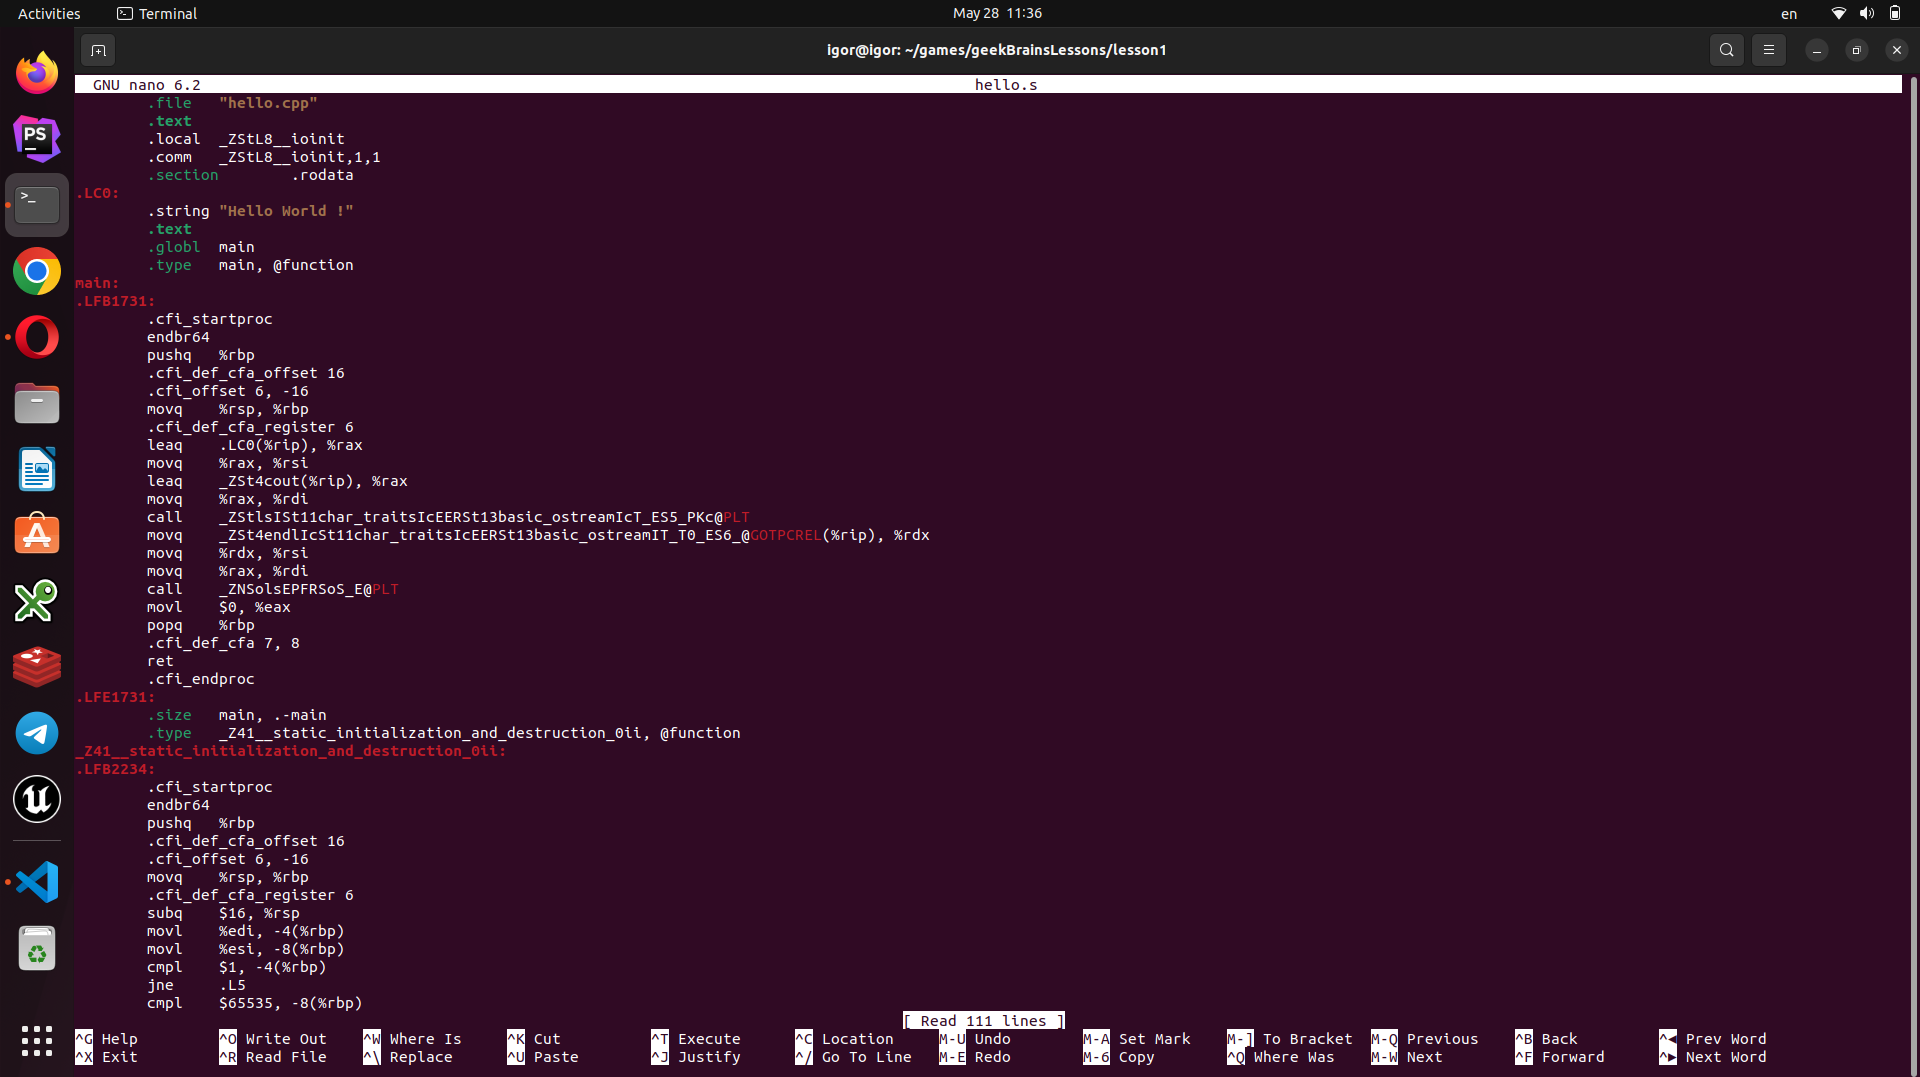 Activities Terminal May 28 11:36 en
igor@igor: ~/games/geekBrainsLessons/lesson1
GNU nano 6.2 hello.s
.file "hello.cpp"
.text
.local _ZStL8__ioinit
.comm _ZStL8__ioinit,1,1
.section .rodata
.LC0:
.string "Hello World !"
.text
.globl main
.type main, @function
main:
.LFB1731:
.cfi_startproc
endbr64
pushq %rbp
.cfi_def_cfa_offset 16
.cfi_offset 6, -16
movq %rsp, %rbp
.cfi_def_cfa_register 6
leaq .LC0(%rip), %rax
movq %rax, %rsi
leaq _ZSt4cout(%rip), %rax
movq %rax, %rdi
call _ZStlsISt11char_traitsIcEERSt13basic_ostreamIcT_ES5_PKc@PLT
movq _ZSt4endlIcSt11char_traitsIcEERSt13basic_ostreamIT_T0_ES6_@GOTPCREL(%rip), %rdx
movq %rdx, %rsi
movq %rax, %rdi
call _ZNSolsEPFRSoS_E@PLT
movl $0, %eax
popq %rbp
.cfi_def_cfa 7, 8
ret
.cfi_endproc
.LFE1731:
.size main, .-main
.type _Z41__static_initialization_and_destruction_0ii, @function
_Z41__static_initialization_and_destruction_0ii:
.LFB2234:
.cfi_startproc
endbr64
pushq %rbp
.cfi_def_cfa_offset 16
.cfi_offset 6, -16
movq %rsp, %rbp
.cfi_def_cfa_register 6
subq $16, %rsp
movl %edi, -4(%rbp)
movl %esi, -8(%rbp)
cmpl $1, -4(%rbp)
jne .L5
cmpl $65535, -8(%rbp)
[ Read 111 lines ]
^G Help ^O Write Out ^W Where Is ^K Cut ^T Execute ^C Location M-U Undo M-A Set Mark M-] To Bracket M-Q Previous ^B Back ^◀ Prev Word
^X Exit ^R Read File ^\ Replace ^U Paste ^J Justify ^/ Go To Line M-E Redo M-6 Copy ^Q Where Was M-W Next ^F Forward ^▶ Next Word
PS